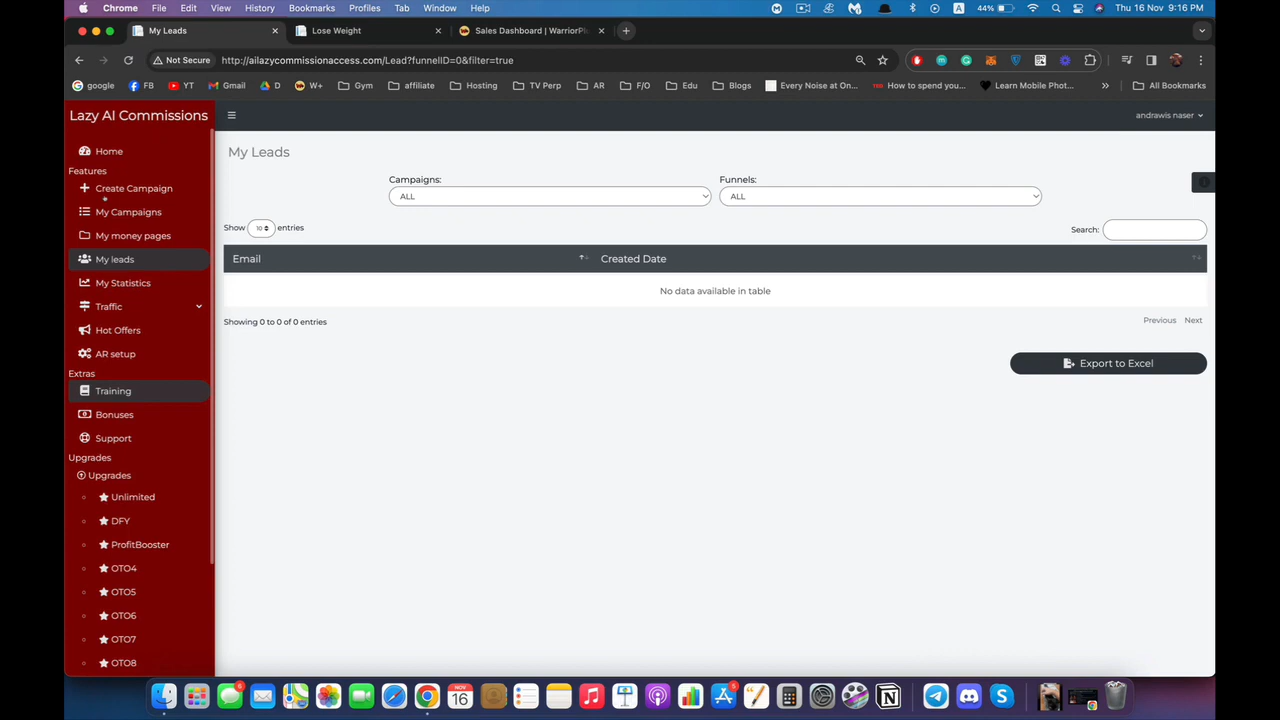 Chrome File Edit View History Bookmarks Profiles Tab Window Help 44% A Thu 16 Nov 9:16 PM
My Leads Lose Weight Sales Dashboard | WarriorPl
Not Secure http://ailazycommissionaccess.com/Lead?funnelID=0&filter=true
google FB YT Gmail D W+ Gym affiliate Hosting TV Perp AR F/O Edu Blogs Every Noise at On... How to spend you... Learn Mobile Phot... All Bookmarks
Lazy AI Commissions
andrawis naser
Home
Features
Create Campaign
My Campaigns
My money pages
My leads
My Statistics
Traffic
Hot Offers
AR setup
Extras
Training
Bonuses
Support
Upgrades
Upgrades
Unlimited
DFY
ProfitBooster
OTO4
OTO5
OTO6
OTO7
OTO8
My Leads
Campaigns: Funnels:
ALL ALL
Show 10 entries Search:
Email Created Date
No data available in table
Showing 0 to 0 of 0 entries Previous Next
Export to Excel
NOV
16